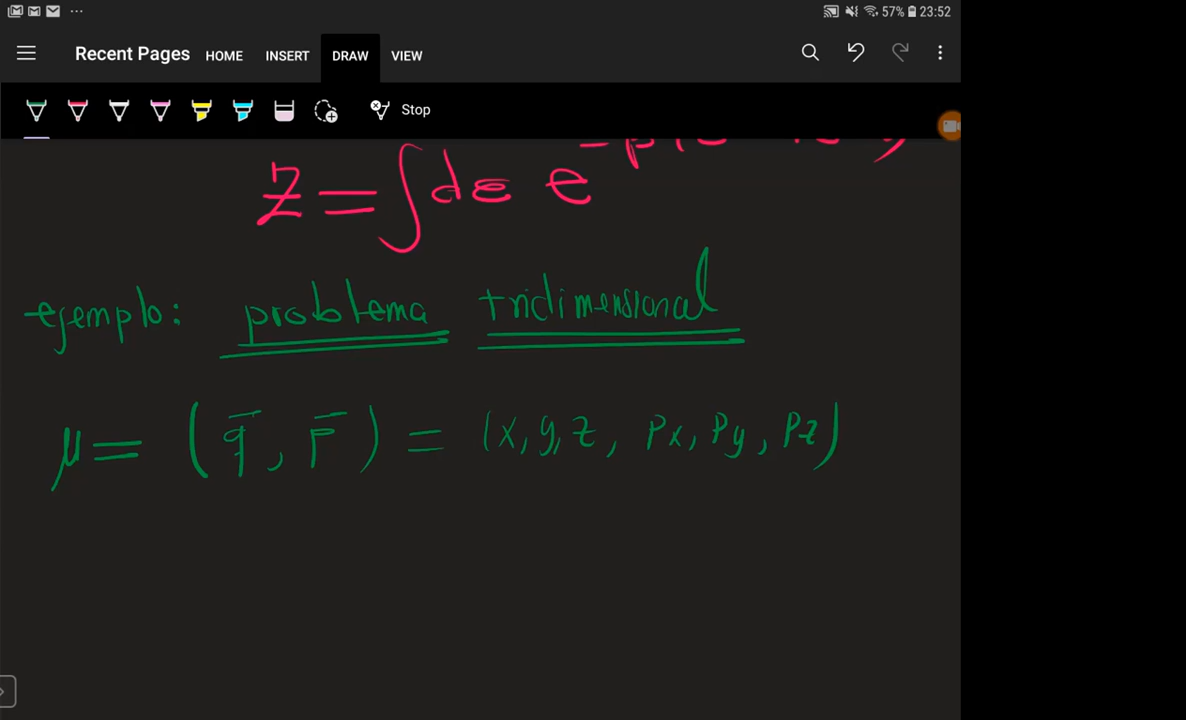 57% 23:52
Recent Pages HOME INSERT DRAW VIEW
Stop
Z = ∫dε e
ejemplo: problema tridimensional
μ = (q̄, p̄) = (x, y, z, Px, Py, Pz)